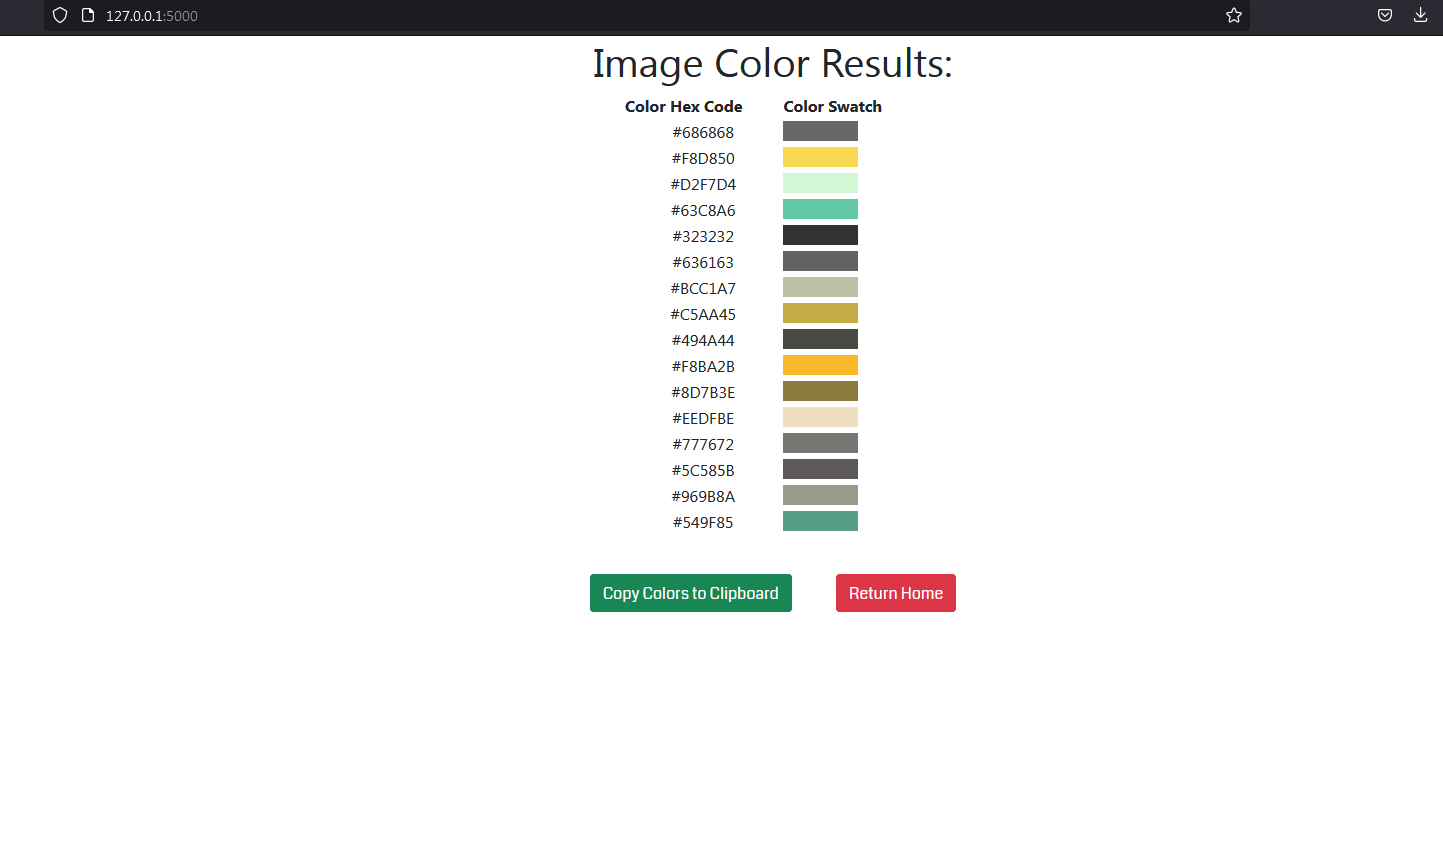 127.0.0.1:5000
Image Color Results:
Color Hex Code Color Swatch
#686868
#F8D850
#D2F7D4
#63C8A6
#323232
#636163
#BCC1A7
#C5AA45
#494A44
#F8BA2B
#8D7B3E
#EEDFBE
#777672
#5C585B
#969B8A
#549F85
Copy Colors to Clipboard Return Home